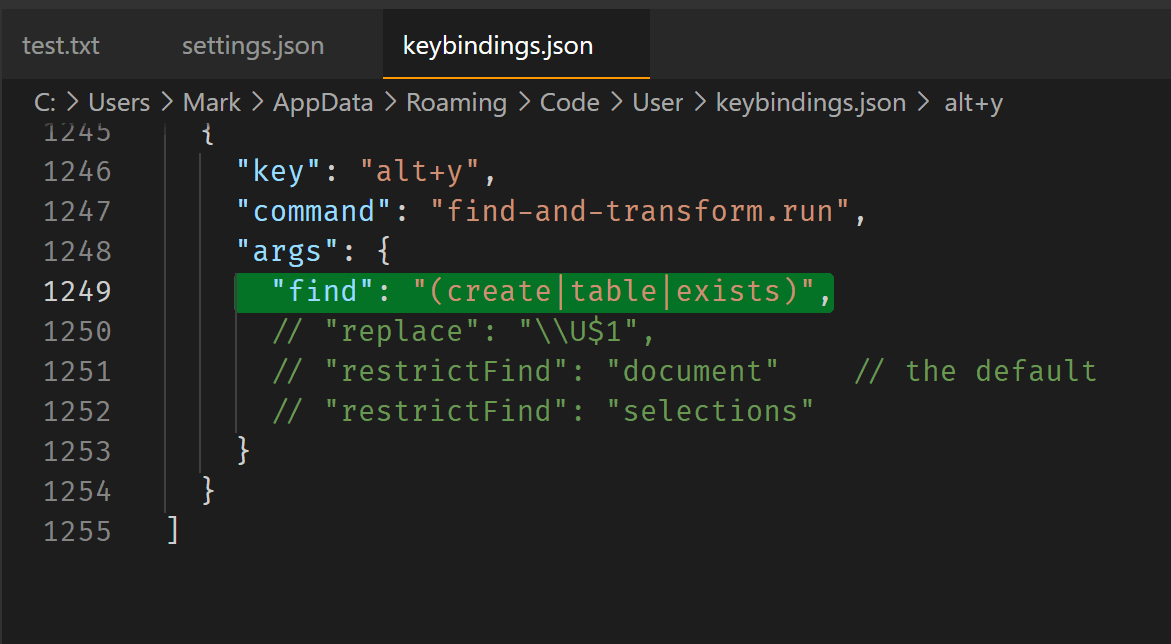 test.txt settings.json keybindings.json
C: > Users > Mark > AppData > Roaming > Code > User > keybindings.json > alt+y
1245 {
1246 "key": "alt+y",
1247 "command": "find-and-transform.run",
1248 "args": {
1249 "find": "(create|table|exists)",
1250 // "replace": "\\U$1",
1251 // "restrictFind": "document" // the default
1252 // "restrictFind": "selections"
1253 }
1254 }
1255 ]